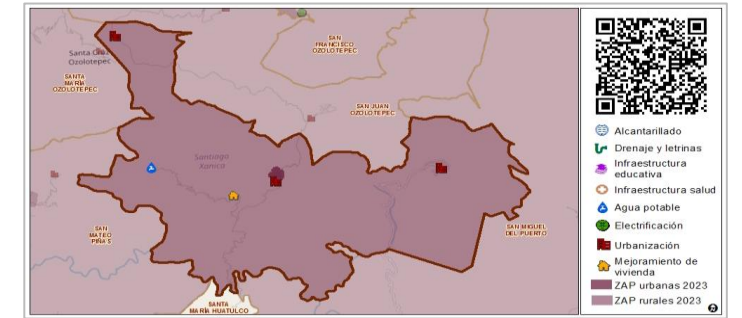 SAN
FRANCISCO
OZOLOTEPEC
Santa Cruz
Ozolotepec
SANTA
MARÍA
OZOLOTEPEC
SAN JUAN
OZOLOTEPEC
Santiago
Xanica
SAN
MATEO
PIÑAS
SAN MIGUEL
DEL PUERTO
SANTA
MARÍA HUATULCO
Alcantarillado
Drenaje y letrinas
Infraestructura
educativa
Infraestructura salud
Agua potable
Electrificación
Urbanización
Mejoramiento de
vivienda
ZAP urbanas 2023
ZAP rurales 2023